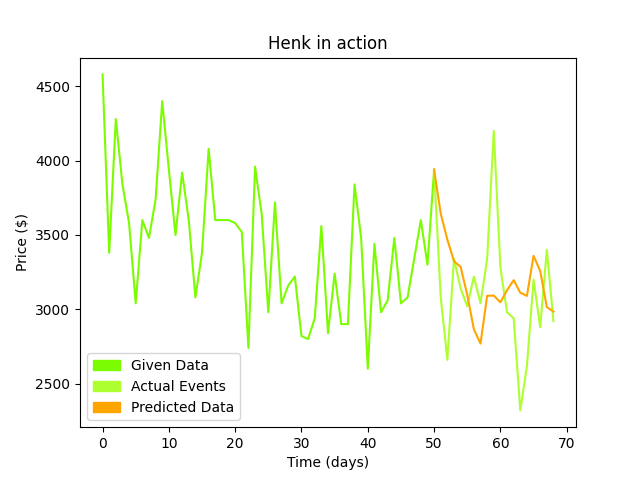 Henk in action
Price ($)
4500
4000
3500
3000
2500
Given Data
Actual Events
Predicted Data
0 10 20 30 40 50 60 70
Time (days)